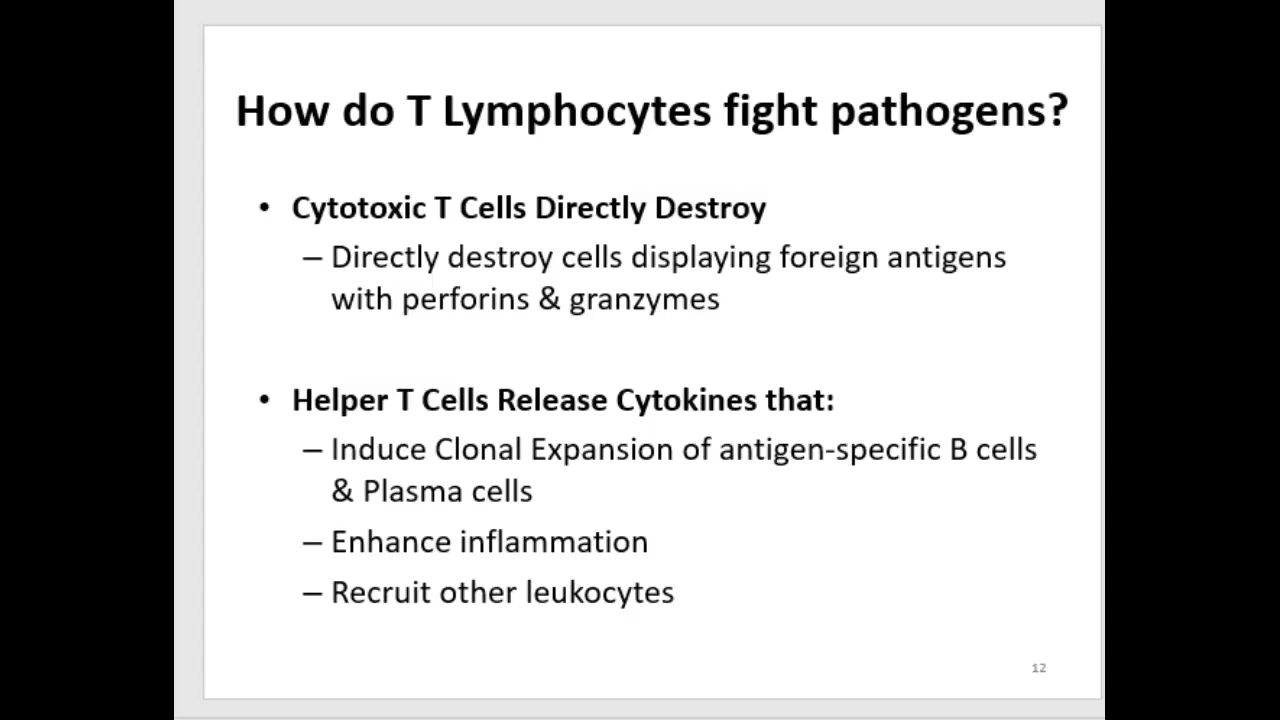 How do T Lymphocytes fight pathogens?
• Cytotoxic T Cells Directly Destroy
– Directly destroy cells displaying foreign antigens
with perforins & granzymes
• Helper T Cells Release Cytokines that:
– Induce Clonal Expansion of antigen-specific B cells
& Plasma cells
– Enhance inflammation
– Recruit other leukocytes
12